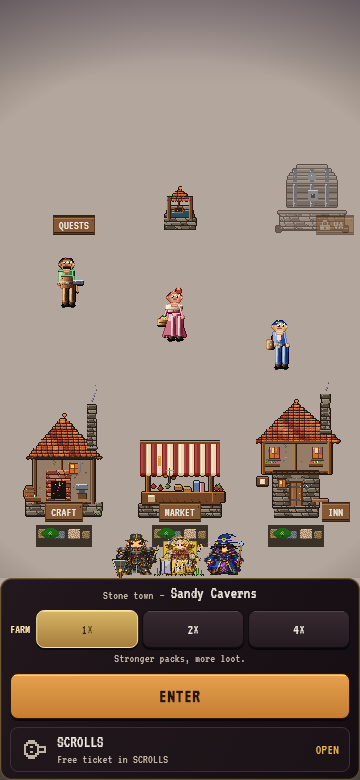 QUESTS
CRAFT
MARKET
INN
Stone town - Sandy Caverns
FARM
1X
2X
4X
Stronger packs, more loot.
ENTER
SCROLLS
Free ticket in SCROLLS
OPEN